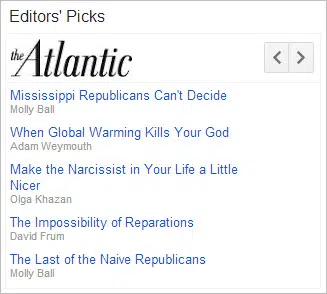 Editors' Picks
the Atlantic
Mississippi Republicans Can't Decide
Molly Ball
When Global Warming Kills Your God
Adam Weymouth
Make the Narcissist in Your Life a Little
Nicer
Olga Khazan
The Impossibility of Reparations
David Frum
The Last of the Naive Republicans
Molly Ball